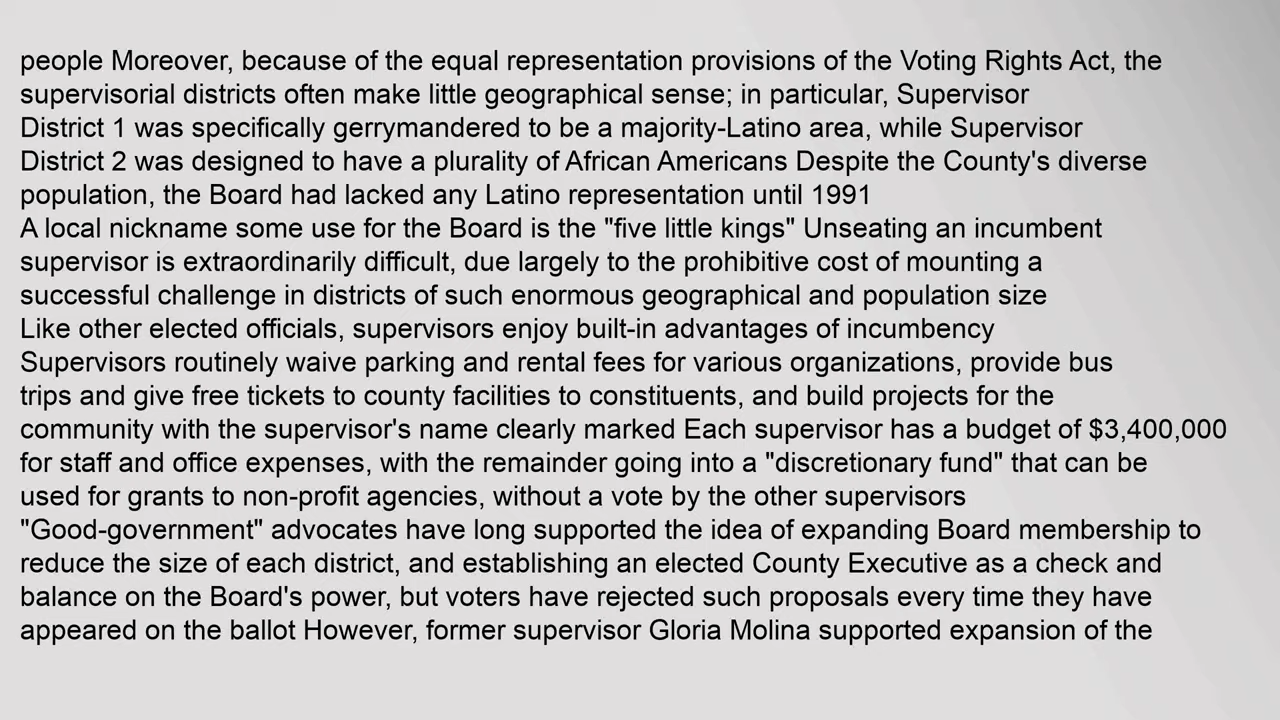 people Moreover, because of the equal representation provisions of the Voting Rights Act, the
supervisorial districts often make little geographical sense; in particular, Supervisor
District 1 was specifically gerrymandered to be a majority-Latino area, while Supervisor
District 2 was designed to have a plurality of African Americans Despite the County's diverse
population, the Board had lacked any Latino representation until 1991
A local nickname some use for the Board is the "five little kings" Unseating an incumbent
supervisor is extraordinarily difficult, due largely to the prohibitive cost of mounting a
successful challenge in districts of such enormous geographical and population size
Like other elected officials, supervisors enjoy built-in advantages of incumbency
Supervisors routinely waive parking and rental fees for various organizations, provide bus
trips and give free tickets to county facilities to constituents, and build projects for the
community with the supervisor's name clearly marked Each supervisor has a budget of $3,400,000
for staff and office expenses, with the remainder going into a "discretionary fund" that can be
used for grants to non-profit agencies, without a vote by the other supervisors
"Good-government" advocates have long supported the idea of expanding Board membership to
reduce the size of each district, and establishing an elected County Executive as a check and
balance on the Board's power, but voters have rejected such proposals every time they have
appeared on the ballot However, former supervisor Gloria Molina supported expansion of the